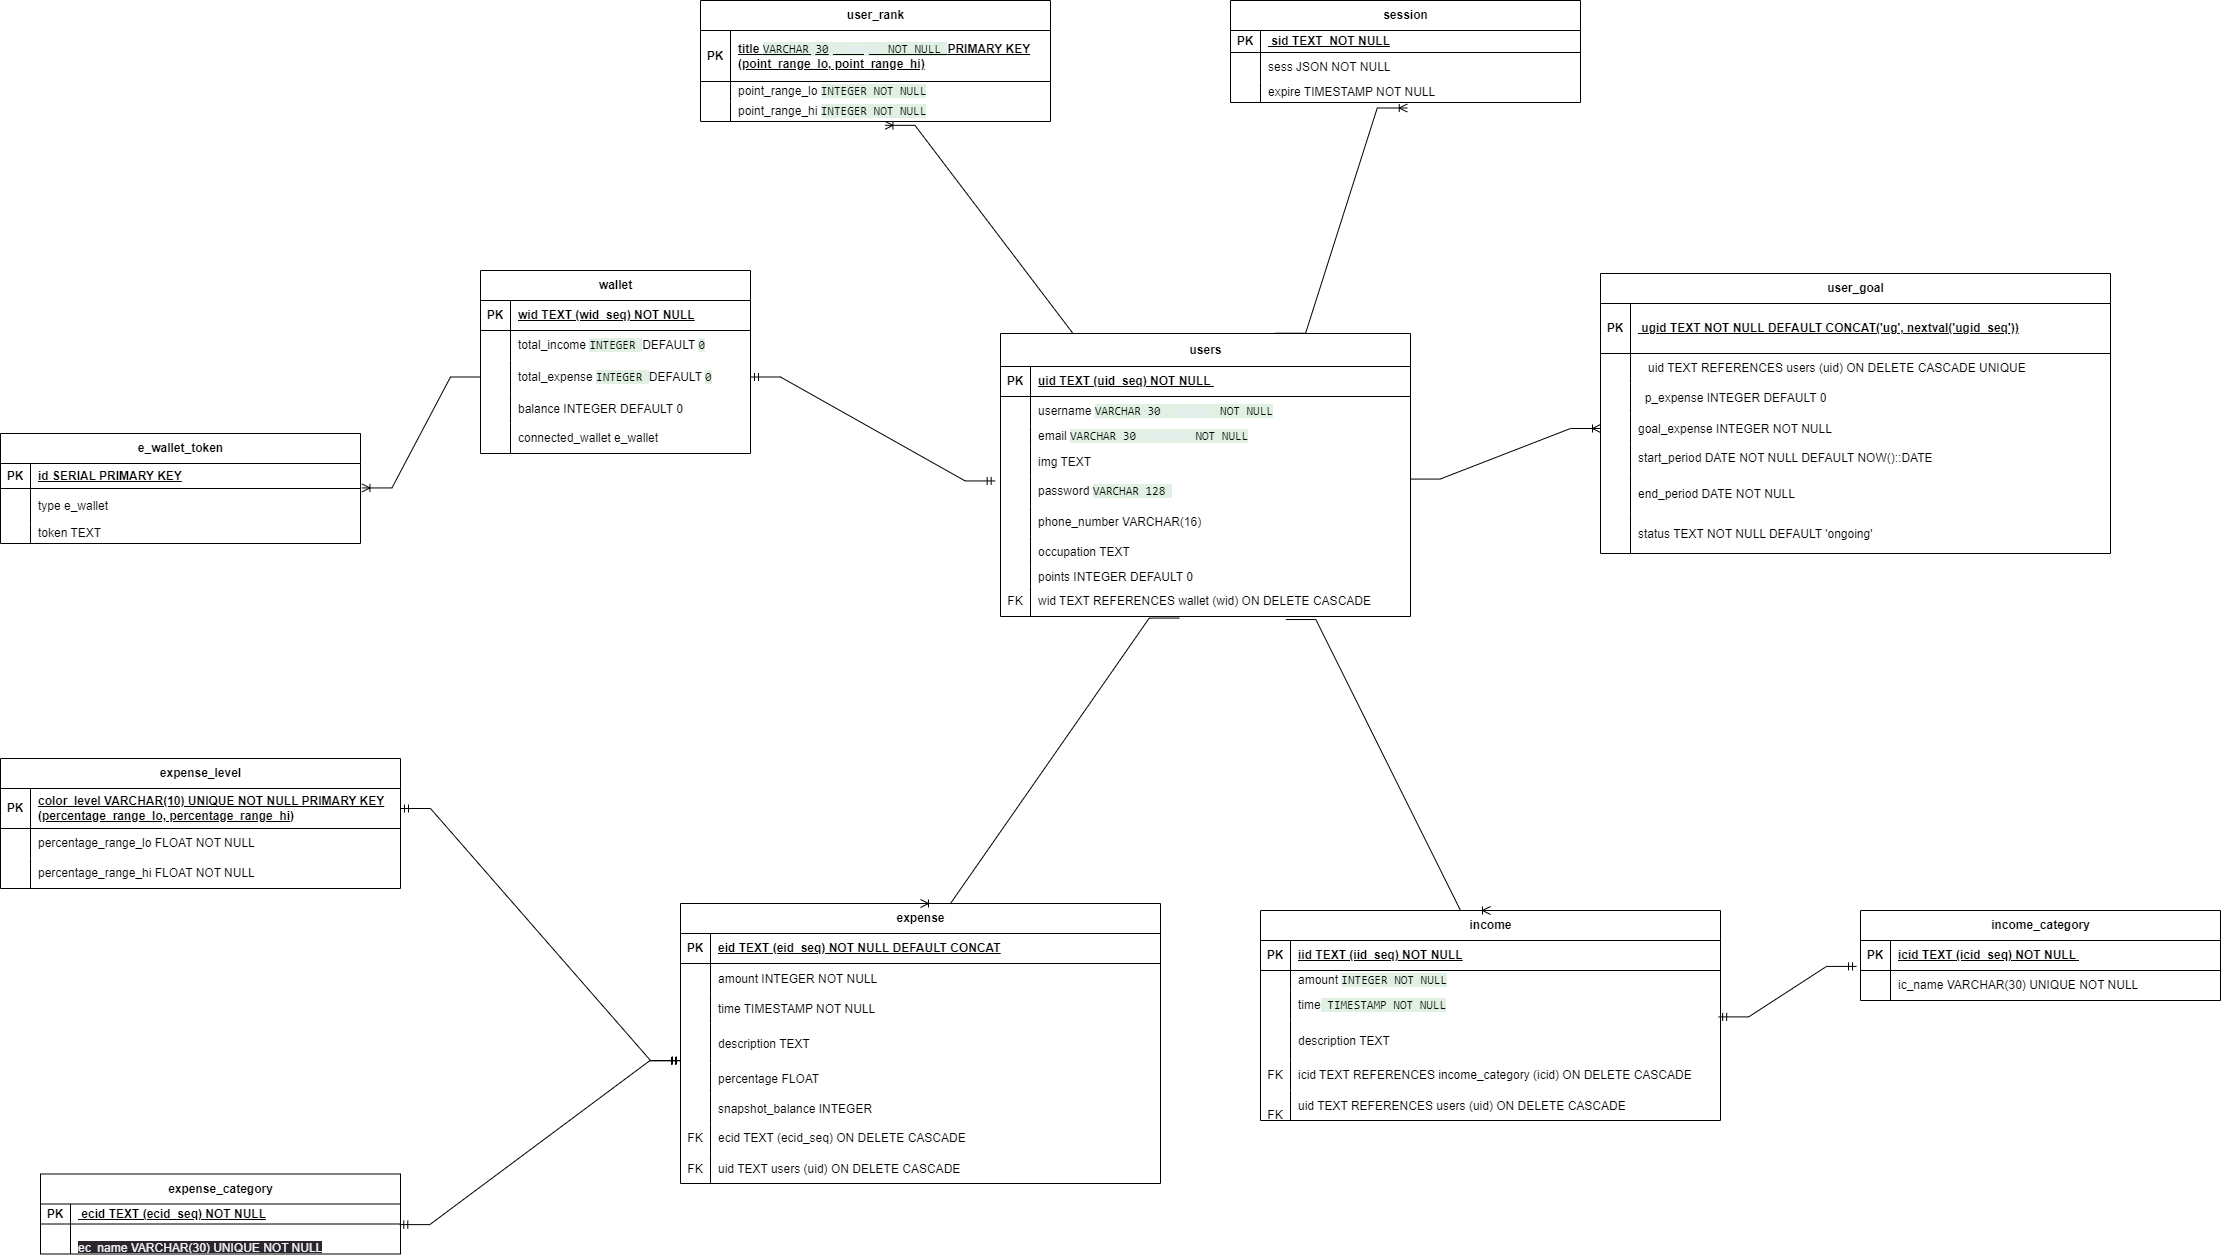 user_rank
PK
title VARCHAR 30 NOT NULL PRIMARY KEY
(point_range_lo, point_range_hi)
point_range_lo INTEGER NOT NULL
point_range_hi INTEGER NOT NULL
session
PK
sid TEXT NOT NULL
sess JSON NOT NULL
expire TIMESTAMP NOT NULL
wallet
PK
wid TEXT (wid_seq) NOT NULL
total_income INTEGER DEFAULT 0
total_expense INTEGER DEFAULT 0
balance INTEGER DEFAULT 0
connected_wallet e_wallet
user_goal
PK
ugid TEXT NOT NULL DEFAULT CONCAT('ug', nextval('ugid_seq'))
uid TEXT REFERENCES users (uid) ON DELETE CASCADE UNIQUE
p_expense INTEGER DEFAULT 0
goal_expense INTEGER NOT NULL
start_period DATE NOT NULL DEFAULT NOW()::DATE
end_period DATE NOT NULL
status TEXT NOT NULL DEFAULT 'ongoing'
users
PK
uid TEXT (uid_seq) NOT NULL
username VARCHAR 30 NOT NULL
email VARCHAR 30 NOT NULL
img TEXT
password VARCHAR 128
phone_number VARCHAR(16)
occupation TEXT
points INTEGER DEFAULT 0
FK
wid TEXT REFERENCES wallet (wid) ON DELETE CASCADE
e_wallet_token
PK
id SERIAL PRIMARY KEY
type e_wallet
token TEXT
expense_level
PK
color_level VARCHAR(10) UNIQUE NOT NULL PRIMARY KEY
(percentage_range_lo, percentage_range_hi)
percentage_range_lo FLOAT NOT NULL
percentage_range_hi FLOAT NOT NULL
expense
PK
eid TEXT (eid_seq) NOT NULL DEFAULT CONCAT
amount INTEGER NOT NULL
time TIMESTAMP NOT NULL
description TEXT
percentage FLOAT
snapshot_balance INTEGER
FK
ecid TEXT (ecid_seq) ON DELETE CASCADE
FK
uid TEXT users (uid) ON DELETE CASCADE
income
PK
iid TEXT (iid_seq) NOT NULL
amount INTEGER NOT NULL
time TIMESTAMP NOT NULL
description TEXT
FK
icid TEXT REFERENCES income_category (icid) ON DELETE CASCADE
FK
uid TEXT REFERENCES users (uid) ON DELETE CASCADE
income_category
PK
icid TEXT (icid_seq) NOT NULL
ic_name VARCHAR(30) UNIQUE NOT NULL
expense_category
PK
ecid TEXT (ecid_seq) NOT NULL
ec_name VARCHAR(30) UNIQUE NOT NULL